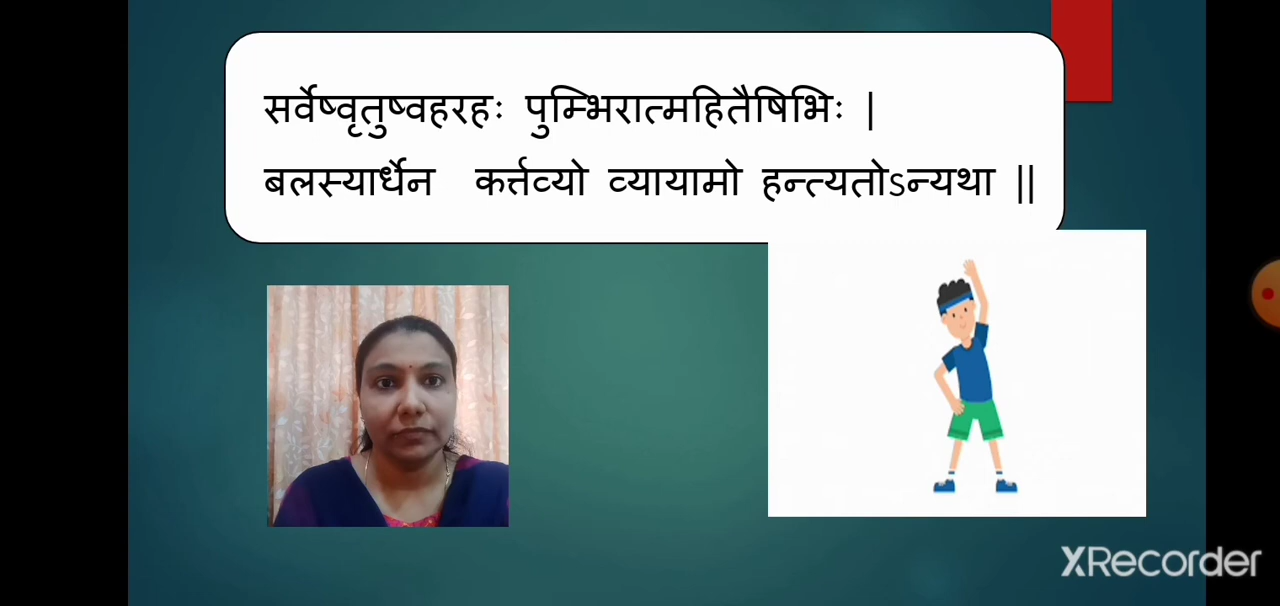 सर्वेष्वृतुष्वहरहः पुम्भिरात्महितैषिभिः |
बलस्यार्धेन कर्त्तव्यो व्यायामो हन्त्यतोऽन्यथा ||
XRecorder